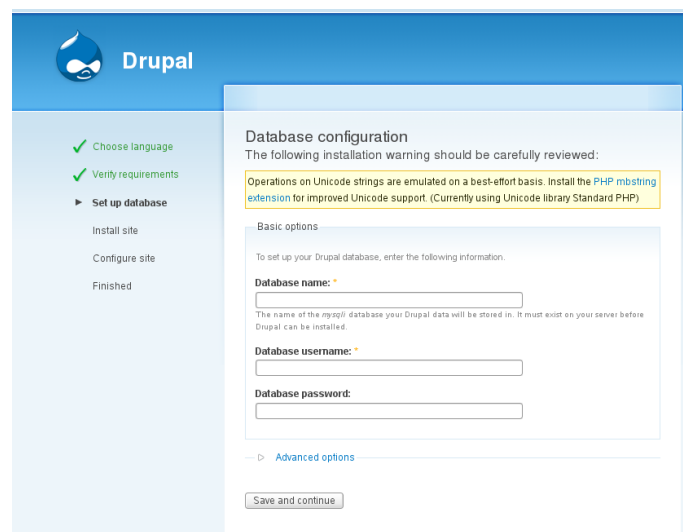 Drupal
Choose language
Verify requirements
Set up database
Install site
Configure site
Finished
Database configuration
The following installation warning should be carefully reviewed:
Operations on Unicode strings are emulated on a best-effort basis. Install the PHP mbstring
extension for improved Unicode support. (Currently using Unicode library Standard PHP)
Basic options
To set up your Drupal database, enter the following information.
Database name: *
The name of the mysqli database your Drupal data will be stored in. It must exist on your server before
Drupal can be installed.
Database username: *
Database password:
Advanced options
Save and continue